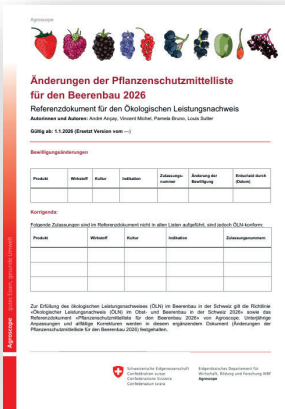 Agroscope
Änderungen der Pflanzenschutzmittelliste
für den Beerenbau 2026
Referenzdokument für den Ökologischen Leistungsnachweis
Autorinnen und Autoren: André Ançay, Vincent Michel, Pamela Bruno, Louis Sutter
Gültig ab: 1.1.2026 (Ersetzt Version vom ---)
Bewilligungsänderungen
Produkt Wirkstoff Kultur Indikation Zulassungs- Änderung der Entscheid durch
nummer Bewilligung (Datum)
Korrigenda:
Folgende Zulassungen sind im Referenzdokument nicht in allen Listen aufgeführt, sind jedoch ÖLN-konform:
Produkt Wirkstoff Kultur Indikation Zulassungsnummern
Zur Erfüllung des ökologischen Leistungsnachweises (ÖLN) im Beerenbau in der Schweiz gilt die Richtlinie
«Ökologischer Leistungsnachweis (ÖLN) im Obst- und Beerenbau in der Schweiz 2026» sowie das
Referenzdokument «Pflanzenschutzmittelliste für den Beerenbau 2026» von Agroscope. Unterjährige
Anpassungen und allfällige Korrekturen werden in diesem ergänzendem Dokument (Änderungen der
Pflanzenschutzmittelliste für den Beerenbau 2026) festgehalten.
Agroscope gutes Essen, gesunde Umwelt
Schweizerische Eidgenossenschaft
Confédération suisse
Confederazione Svizzera
Confederaziun svizra
Eidgenössisches Departement für
Wirtschaft, Bildung und Forschung WBF
Agroscope